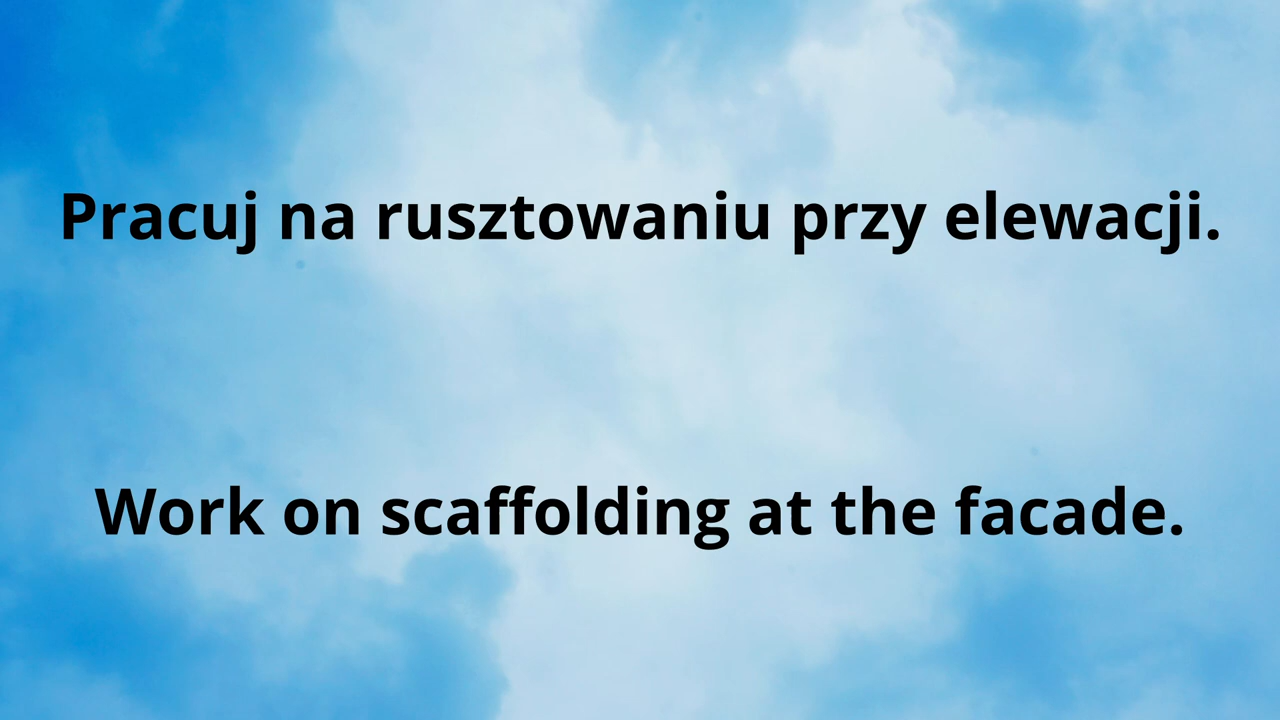 Pracuj na rusztowaniu przy elewacji.
Work on scaffolding at the facade.